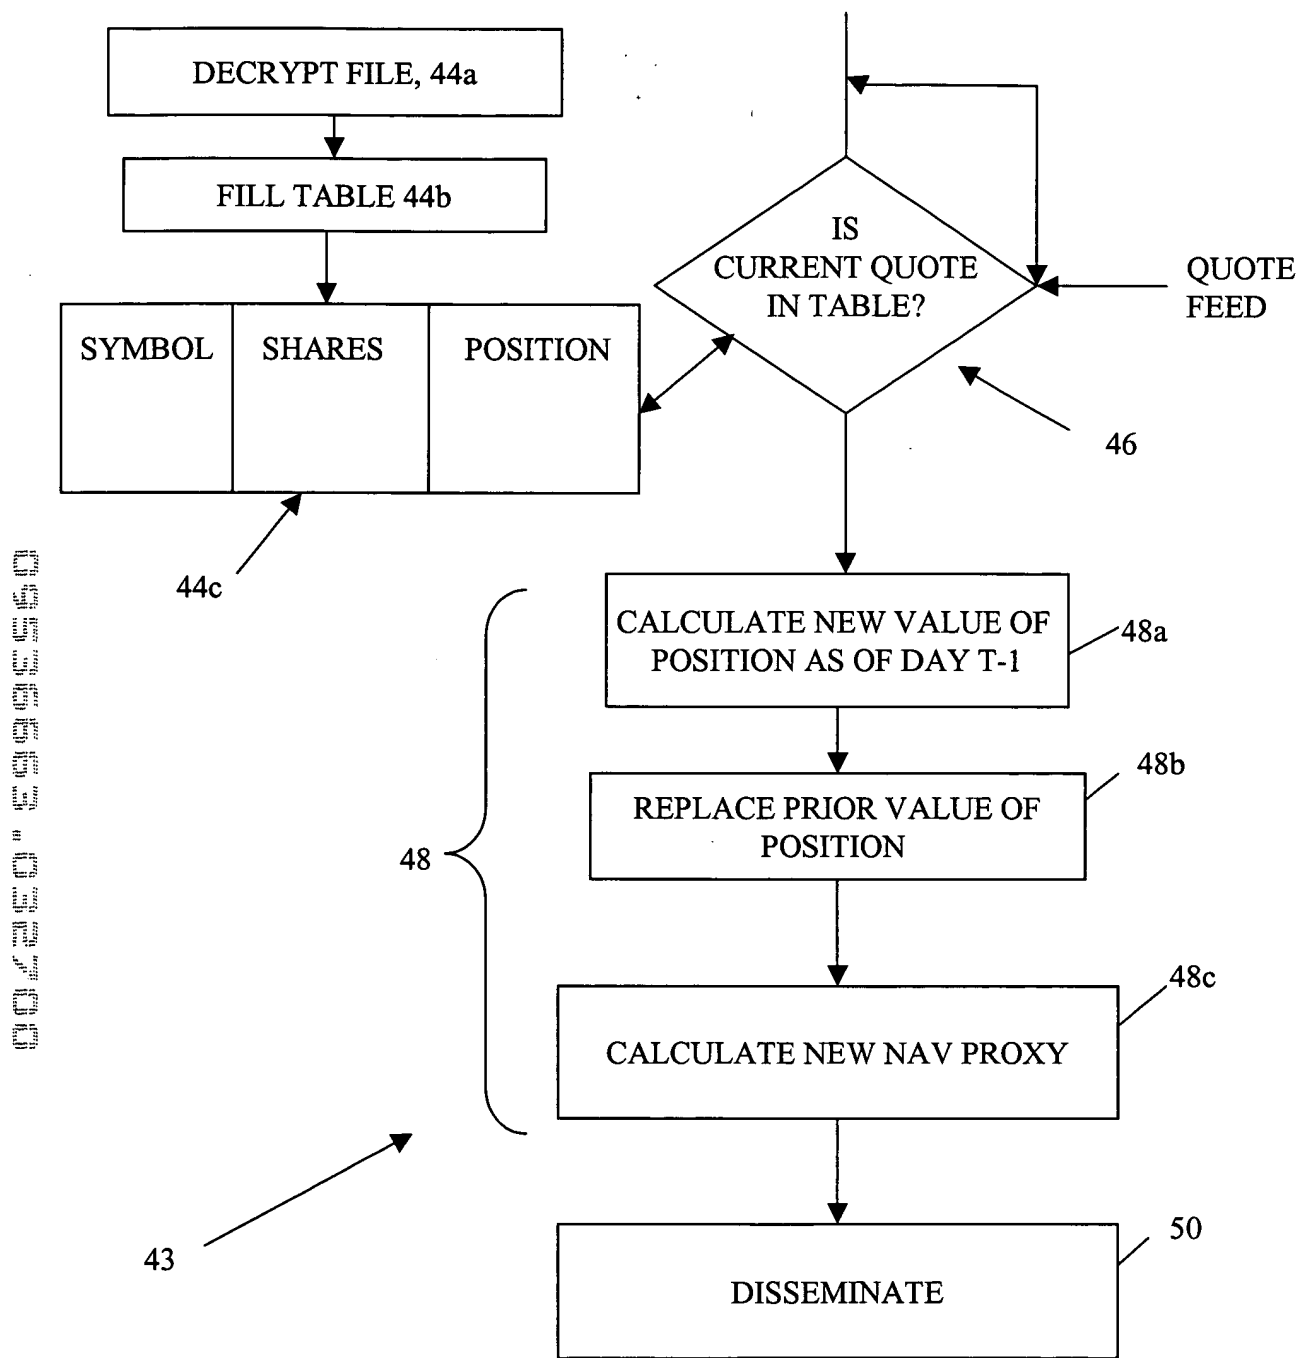 DECRYPT FILE, 44a
FILL TABLE 44b
SYMBOL
SHARES
POSITION
44c
IS
CURRENT QUOTE
IN TABLE?
QUOTE
FEED
46
CALCULATE NEW VALUE OF
POSITION AS OF DAY T-1
48a
REPLACE PRIOR VALUE OF
POSITION
48b
48
CALCULATE NEW NAV PROXY
48c
43
DISSEMINATE
50
09536663.032700